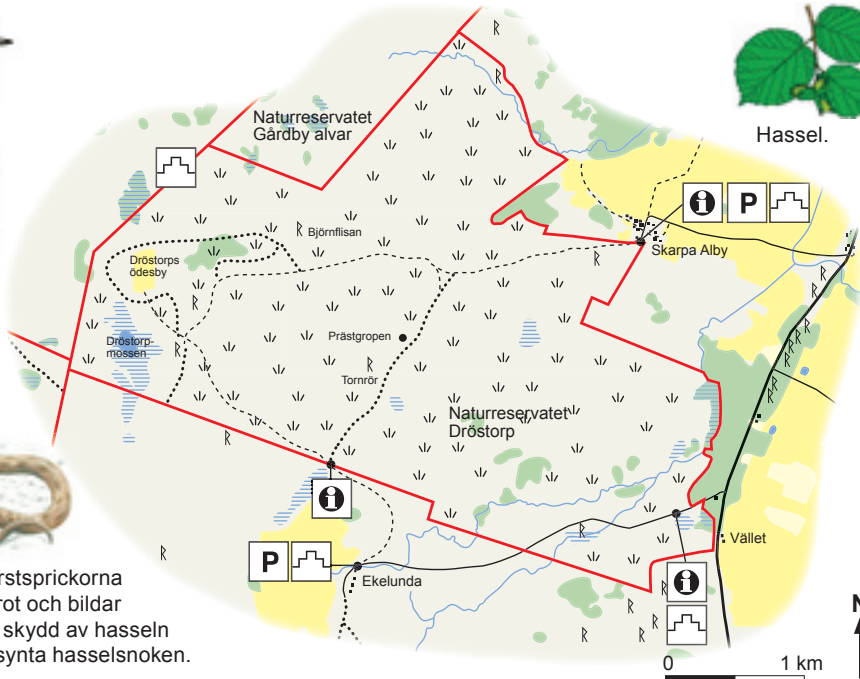 Hassel.
Naturreservatet
Gårdby alvar
P
Skarpa Alby
Björnflisan
Dröstorps
ödesby
Dröstorp-
mossen
Prästgropen
Tornrör
Naturreservatet
Dröstorp
Vället
P
Ekelunda
rstsprickorna
rot och bildar
skydd av hasseln
synta hasselsnoken.
N
0 1 km